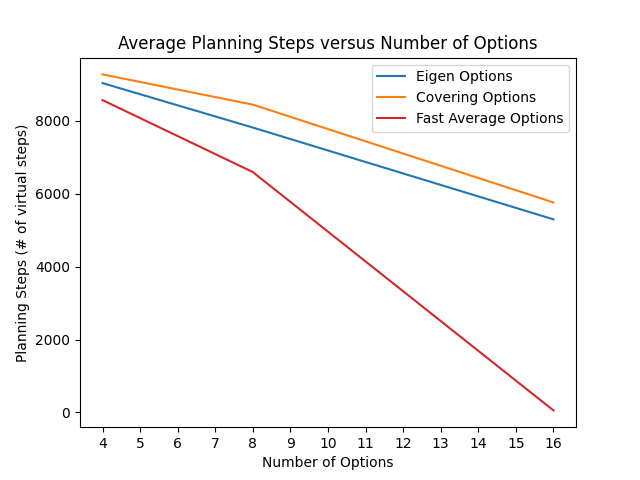 Average Planning Steps versus Number of Options
Eigen Options
Covering Options
Fast Average Options
Planning Steps (# of virtual steps)
8000
6000
4000
2000
0
4 5 6 7 8 9 10 11 12 13 14 15 16
Number of Options